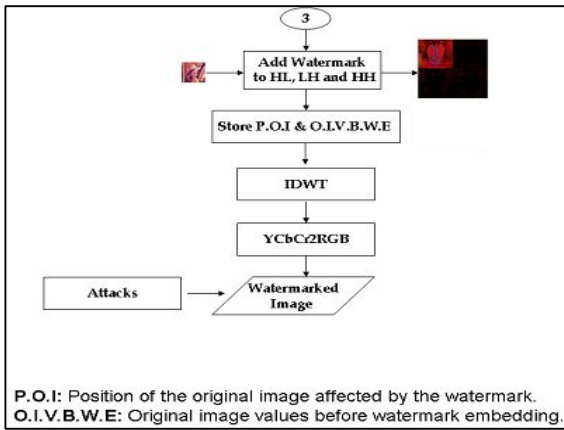 3
Add Watermark
to HL, LH and HH
Store P.O.I & O.I.V.B.W.E
IDWT
YCbCr2RGB
Attacks
Watermarked
Image
P.O.I: Position of the original image affected by the watermark.
O.I.V.B.W.E: Original image values before watermark embedding.